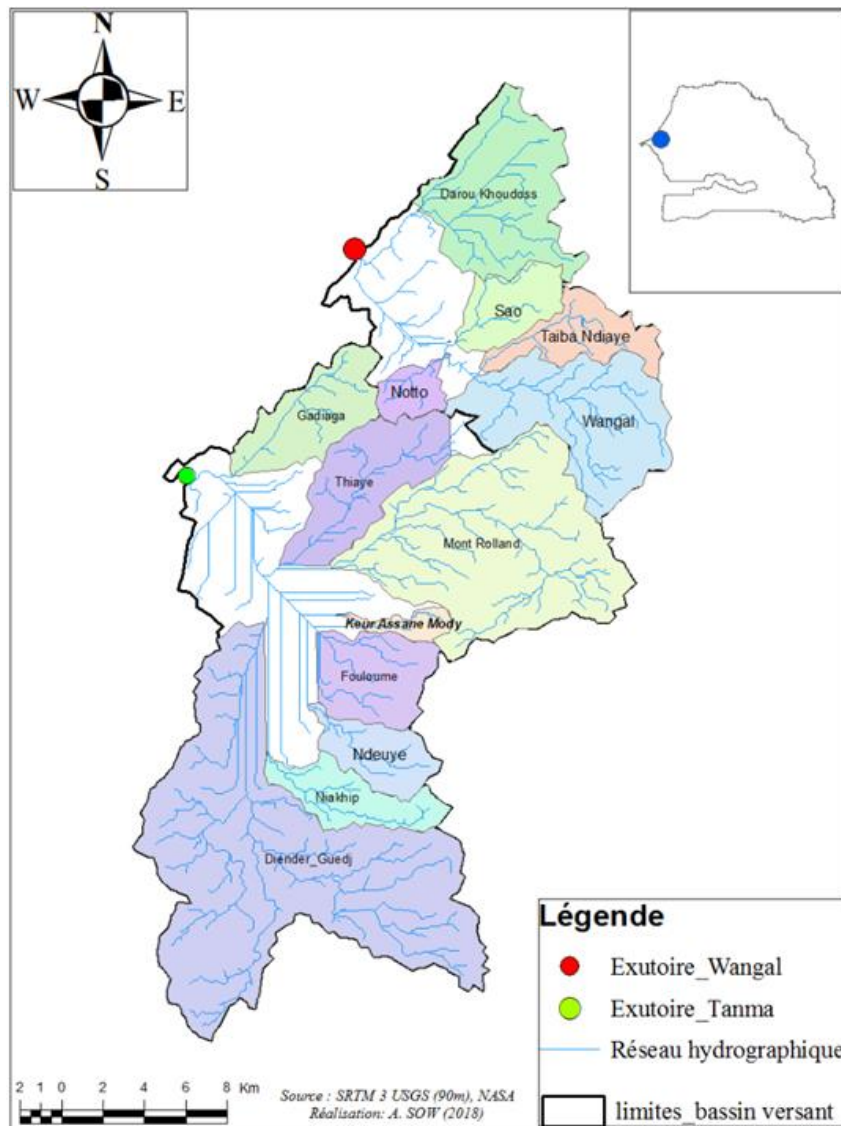 N
W
E
S
Darou Khoudoss
Sao
Taiba Ndiaye
Notto
Wangal
Gadiaga
Thiaye
Mont Rolland
Keur Assane Mody
Fouloume
Ndeuye
Niakhip
Diender_Guedj
Légende
Exutoire_Wangal
Exutoire_Tanma
Réseau hydrographique
limites_bassin versant
2 1 0 2 4 6 8 Km
Source : SRTM 3 USGS (90m), NASA
Réalisation: A. SOW (2018)